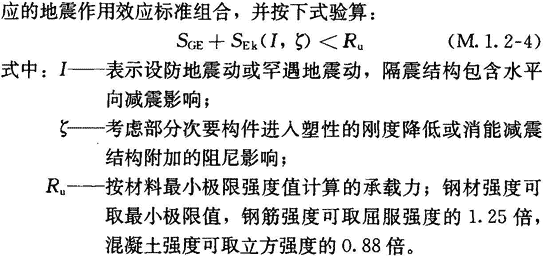 应的地震作用效应标准组合，并按下式验算：
S_GE + S_Ek(I, ζ) < R_u (M.1.2-4)
式中：I——表示设防地震动或罕遇地震动，隔震结构包含水平
向减震影响；
ζ——考虑部分次要构件进入塑性的刚度降低或消能减震
结构附加的阻尼影响；
R_u——按材料最小极限强度值计算的承载力；钢材强度可
取最小极限值，钢筋强度可取屈服强度的 1.25 倍，
混凝土强度可取立方强度的 0.88 倍。